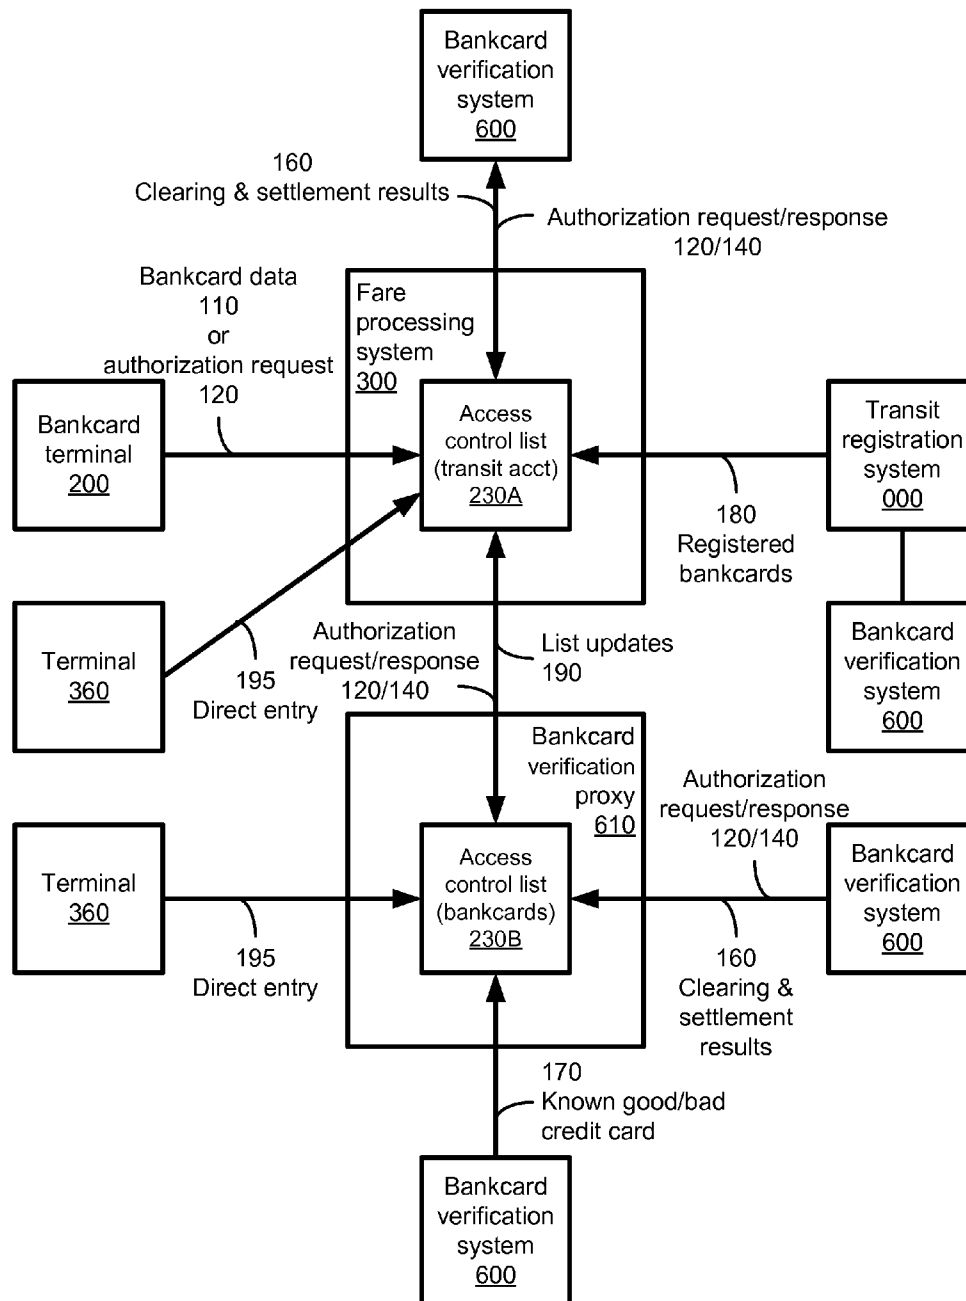 Bankcard
verification
system
600
160
Clearing & settlement results
Authorization request/response
120/140
Bankcard data
110
or
authorization request
120
Fare
processing
system
300
Bankcard
terminal
200
Access
control list
(transit acct)
230A
Transit
registration
system
000
180
Registered
bankcards
Terminal
360
195
Direct entry
Authorization
request/response
120/140
List updates
190
Bankcard
verification
system
600
Bankcard
verification
proxy
610
Authorization
request/response
120/140
Terminal
360
Access
control list
(bankcards)
230B
Bankcard
verification
system
600
195
Direct entry
160
Clearing &
settlement
results
170
Known good/bad
credit card
Bankcard
verification
system
600